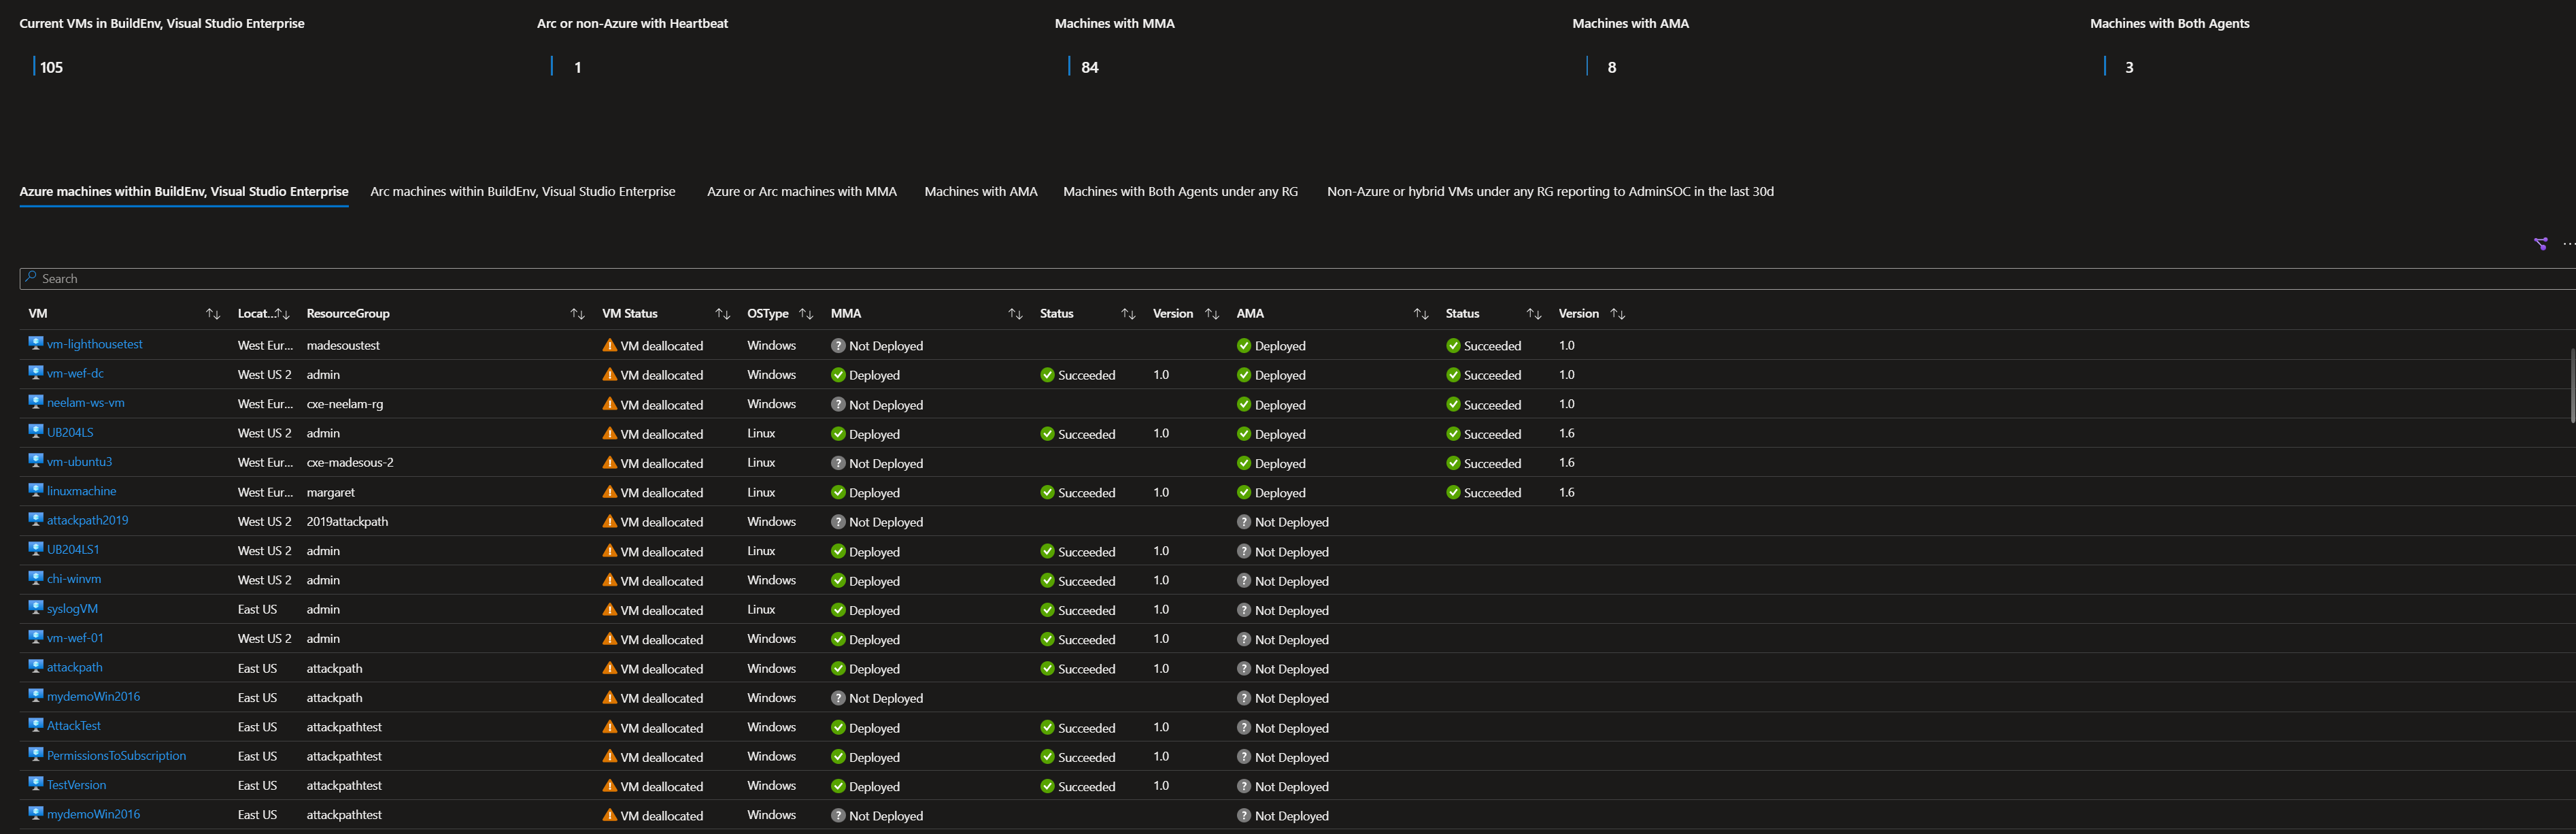 Current VMs in BuildEnv, Visual Studio Enterprise Arc or non-Azure with Heartbeat Machines with MMA Machines with AMA Machines with Both Agents
105 1 84 8 3
Azure machines within BuildEnv, Visual Studio Enterprise Arc machines within BuildEnv, Visual Studio Enterprise Azure or Arc machines with MMA Machines with AMA Machines with Both Agents under any RG Non-Azure or hybrid VMs under any RG reporting to AdminSOC in the last 30d
Search
VM Locat... ResourceGroup VM Status OSType MMA Status Version AMA Status Version
vm-lighthousetest West Eur... madesoustest VM deallocated Windows Not Deployed Deployed Succeeded 1.0
vm-wef-dc West US 2 admin VM deallocated Windows Deployed Succeeded 1.0 Deployed Succeeded 1.0
neelam-ws-vm West Eur... cxe-neelam-rg VM deallocated Windows Not Deployed Deployed Succeeded 1.0
UB204LS West US 2 admin VM deallocated Linux Deployed Succeeded 1.0 Deployed Succeeded 1.6
vm-ubuntu3 West Eur... cxe-madesous-2 VM deallocated Linux Not Deployed Deployed Succeeded 1.6
linuxmachine West Eur... margaret VM deallocated Linux Deployed Succeeded 1.0 Deployed Succeeded 1.6
attackpath2019 West US 2 2019attackpath VM deallocated Windows Not Deployed Not Deployed
UB204LS1 West US 2 admin VM deallocated Linux Deployed Succeeded 1.0 Not Deployed
chi-winvm West US 2 admin VM deallocated Windows Deployed Succeeded 1.0 Not Deployed
syslogVM East US admin VM deallocated Linux Deployed Succeeded 1.0 Not Deployed
vm-wef-01 West US 2 admin VM deallocated Windows Deployed Succeeded 1.0 Not Deployed
attackpath East US attackpath VM deallocated Windows Deployed Succeeded 1.0 Not Deployed
mydemoWin2016 East US attackpath VM deallocated Windows Not Deployed Not Deployed
AttackTest East US attackpathtest VM deallocated Windows Deployed Succeeded 1.0 Not Deployed
PermissionsToSubscription East US attackpathtest VM deallocated Windows Deployed Succeeded 1.0 Not Deployed
TestVersion East US attackpathtest VM deallocated Windows Deployed Succeeded 1.0 Not Deployed
mydemoWin2016 East US attackpathtest VM deallocated Windows Not Deployed Not Deployed